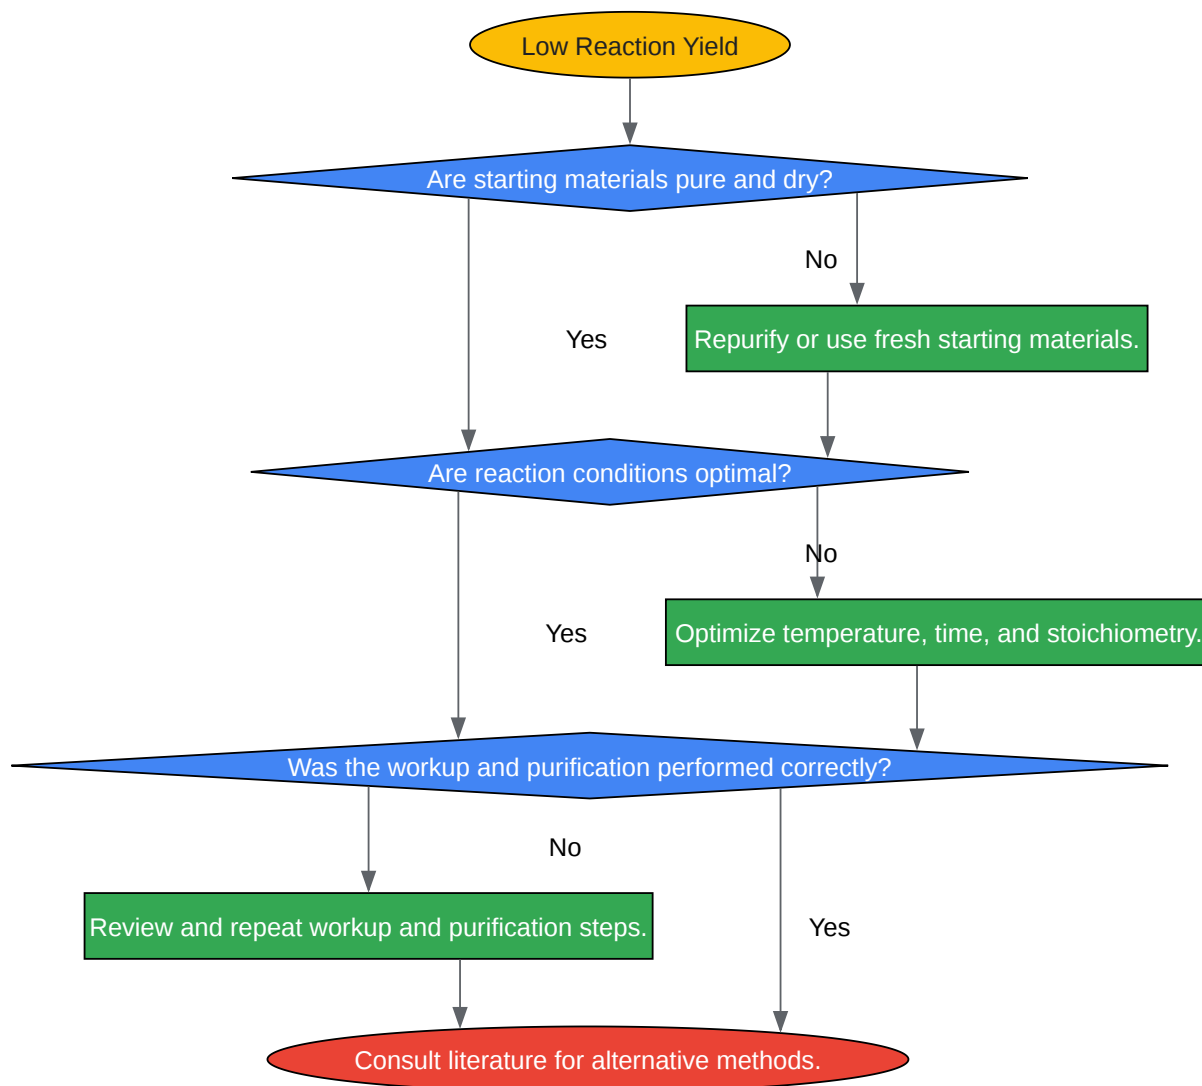 Low Reaction Yield
Are starting materials pure and dry?
No
Yes
Repurify or use fresh starting materials.
Are reaction conditions optimal?
No
Yes
Optimize temperature, time, and stoichiometry.
Was the workup and purification performed correctly?
No
Review and repeat workup and purification steps.
Yes
Consult literature for alternative methods.